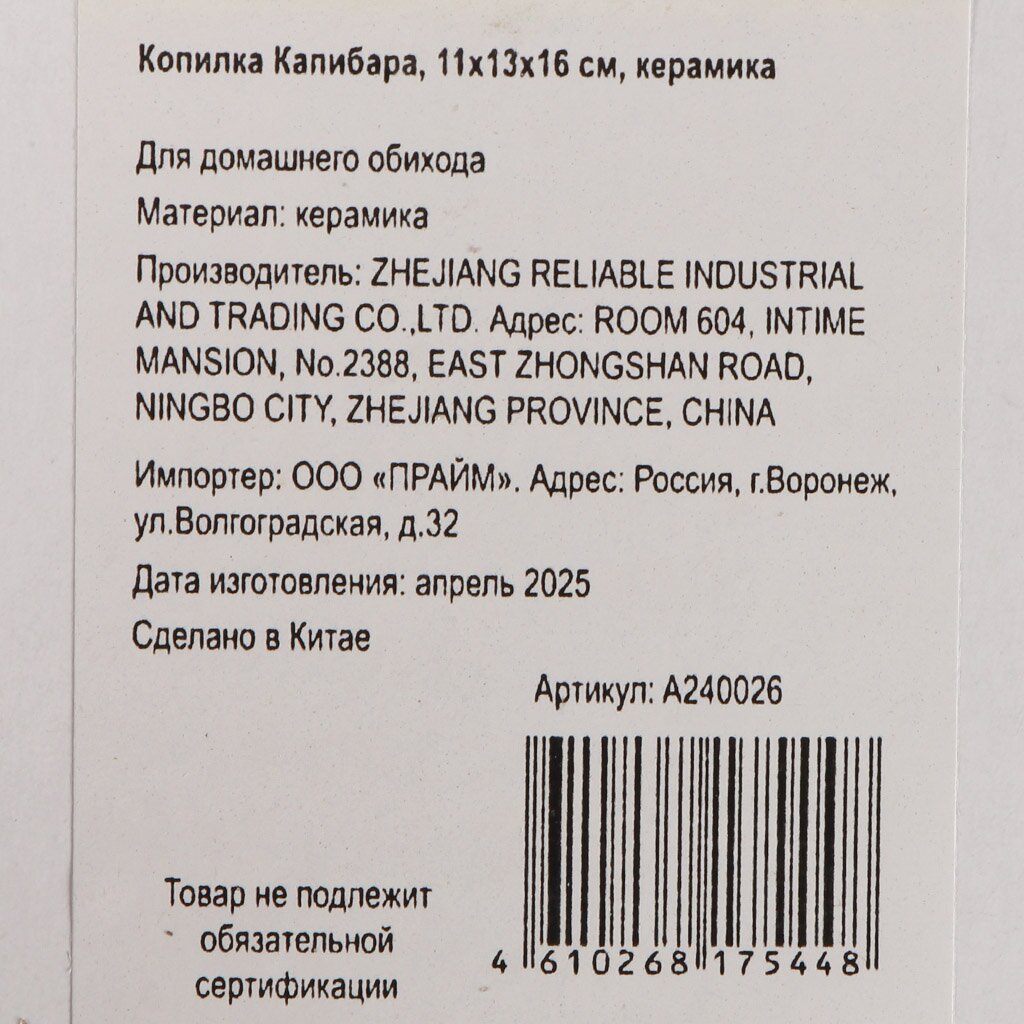 Копилка Капибара, 11х13х16 см, керамика
Для домашнего обихода
Материал: керамика
Производитель: ZHEJIANG RELIABLE INDUSTRIAL
AND TRADING CO.,LTD. Адрес: ROOM 604, INTIME
MANSION, No.2388, EAST ZHONGSHAN ROAD,
NINGBO CITY, ZHEJIANG PROVINCE, CHINA
Импортер: ООО «ПРАЙМ». Адрес: Россия, г.Воронеж,
ул.Волгоградская, д.32
Дата изготовления: апрель 2025
Сделано в Китае
Артикул: А240026
Товар не подлежит
обязательной
сертификации
4 610268 175448